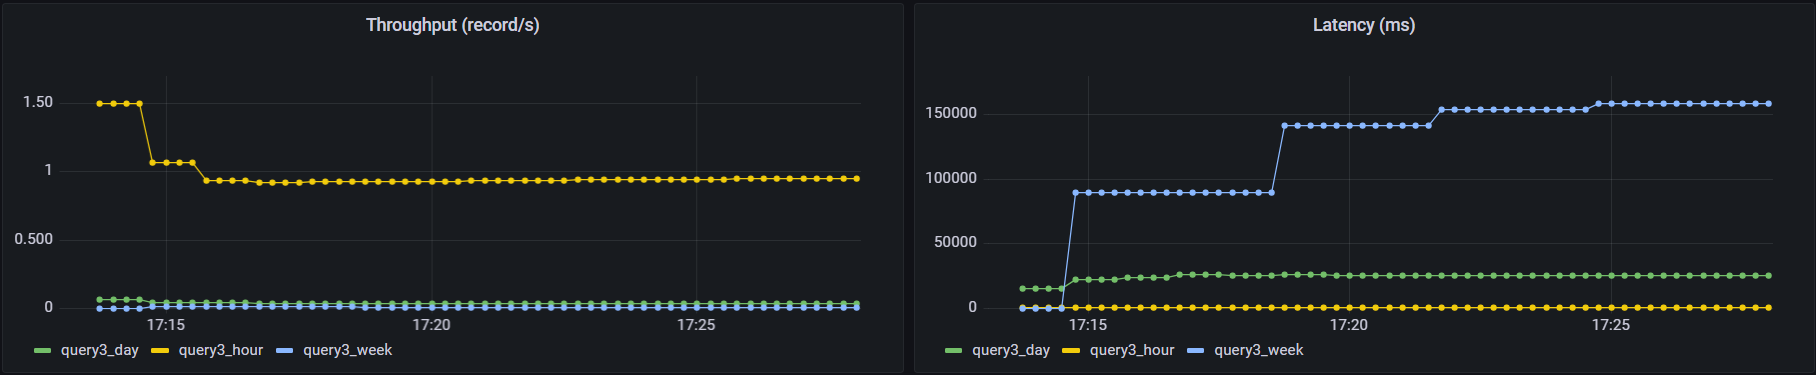 Throughput (record/s)
1.50
1
0.500
0
17:15 17:20 17:25
query3_day query3_hour query3_week
Latency (ms)
150000
100000
50000
0
17:15 17:20 17:25
query3_day query3_hour query3_week